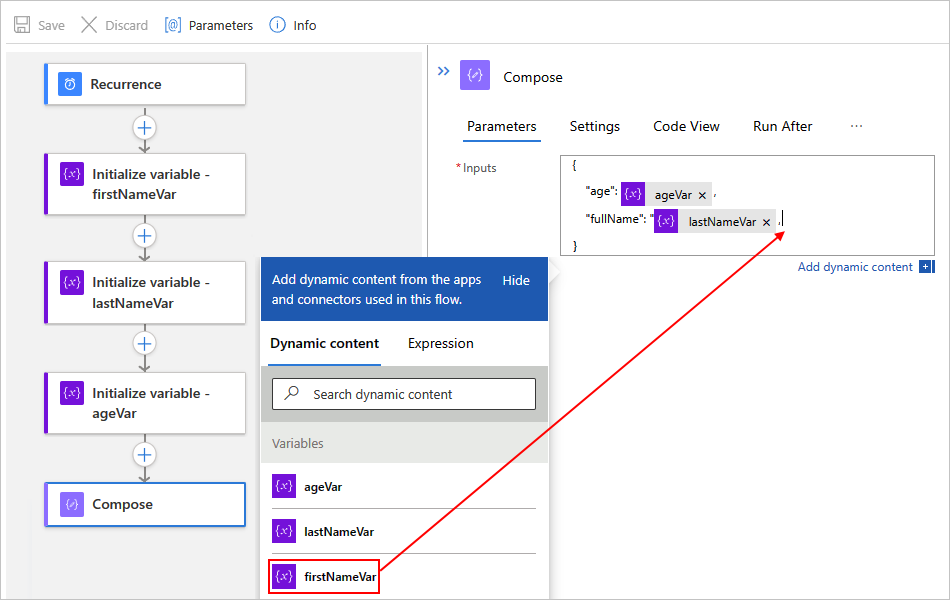 Save Discard Parameters Info
Recurrence
Initialize variable -
firstNameVar
Initialize variable -
lastNameVar
Initialize variable -
ageVar
Compose
Compose
Parameters Settings Code View Run After ...
*Inputs
{
"age": {x} ageVar × ,
"fullName": " {x} lastNameVar × ,
}
Add dynamic content
Add dynamic content from the apps
and connectors used in this flow.
Hide
Dynamic content Expression
Search dynamic content
Variables
{x} ageVar
{x} lastNameVar
{x} firstNameVar